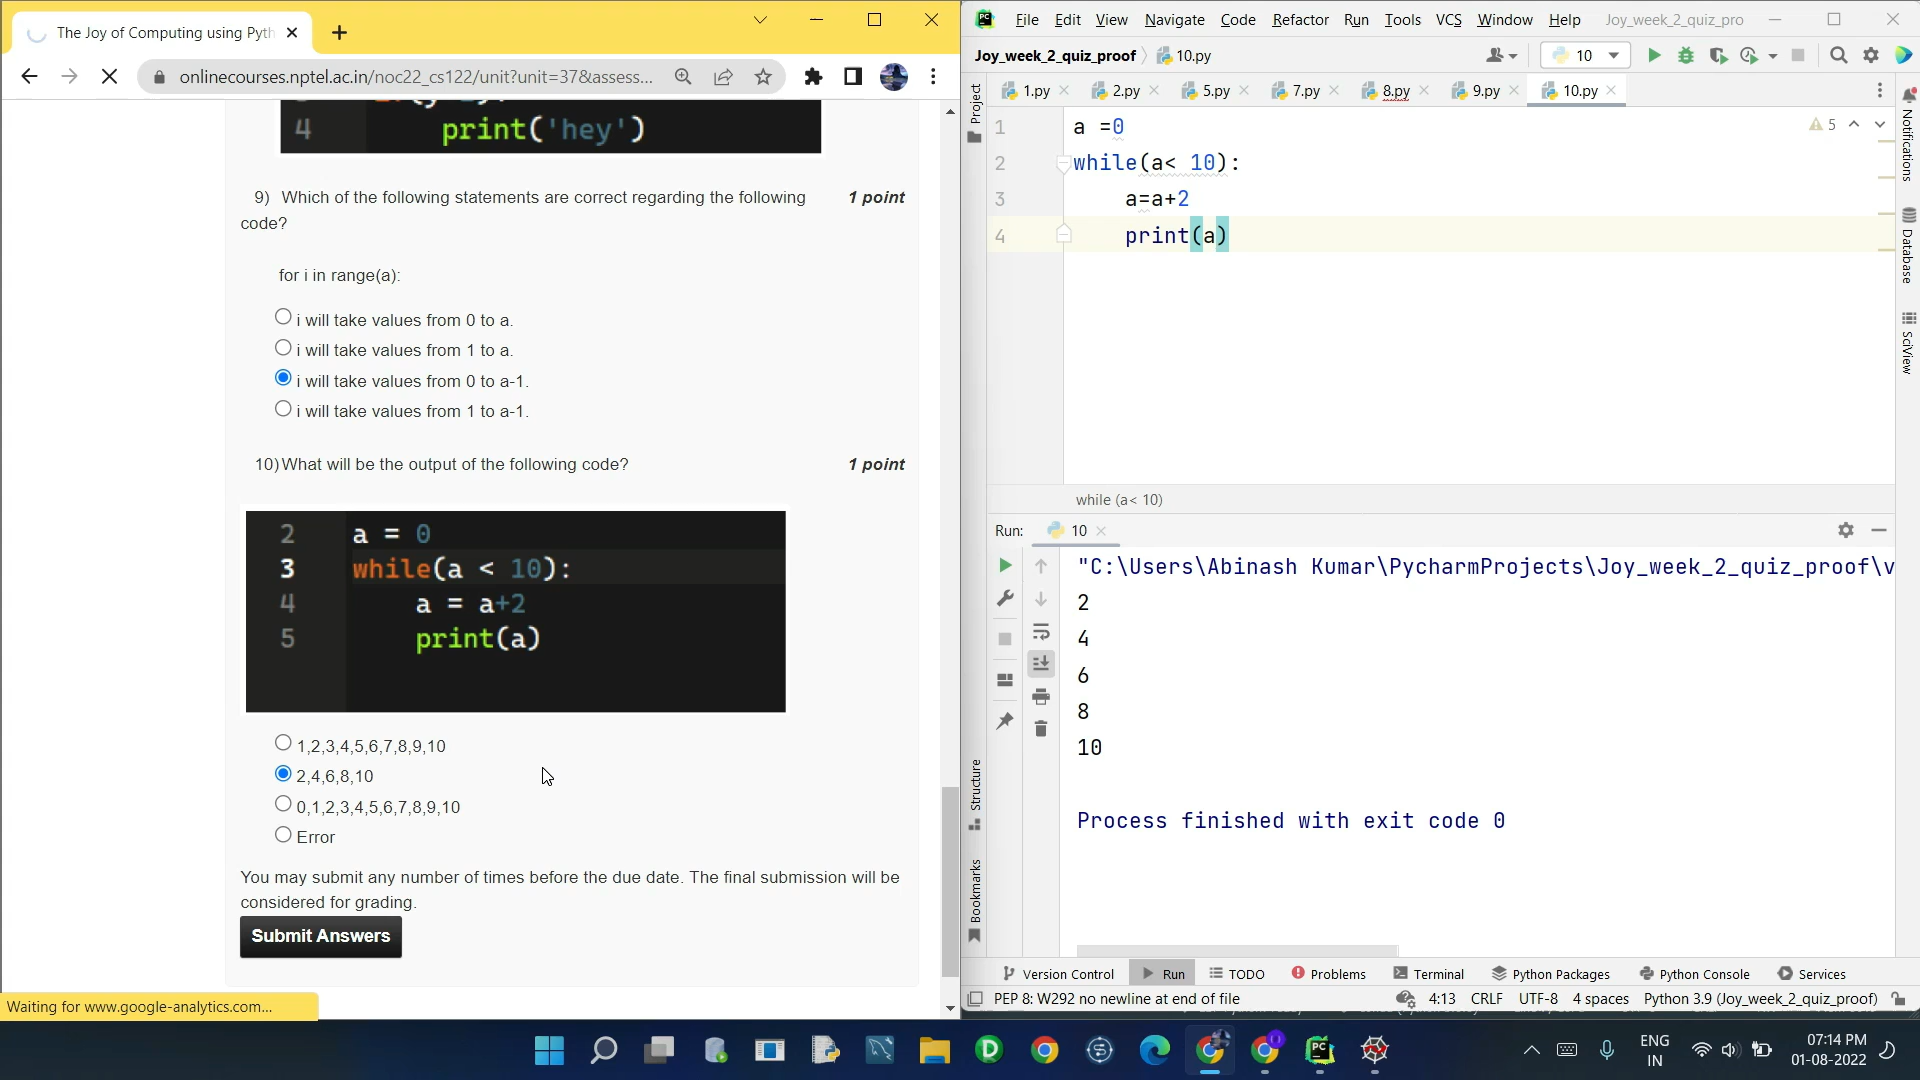 The Joy of Computing using Pyth
onlinecourses.nptel.ac.in/noc22_cs122/unit?unit=37&assess...
4 print('hey')
9) Which of the following statements are correct regarding the following code?
1 point
for i in range(a):
i will take values from 0 to a.
i will take values from 1 to a.
i will take values from 0 to a-1.
i will take values from 1 to a-1.
10) What will be the output of the following code?
1 point
2 a = 0
3 while(a < 10):
4 a = a+2
5 print(a)
1,2,3,4,5,6,7,8,9,10
2,4,6,8,10
0,1,2,3,4,5,6,7,8,9,10
Error
You may submit any number of times before the due date. The final submission will be
considered for grading.
Submit Answers
Waiting for www.google-analytics.com...
PC File Edit View Navigate Code Refactor Run Tools VCS Window Help Joy_week_2_quiz_pro
Joy_week_2_quiz_proof 10.py
10
1.py 2.py 5.py 7.py 8.py 9.py 10.py
Project
Notifications
Database
SciView
1 a =0
2 while(a< 10):
3 a=a+2
4 print(a)
5
while (a< 10)
Run: 10
"C:\Users\Abinash Kumar\PycharmProjects\Joy_week_2_quiz_proof\v
2
4
6
8
10
Process finished with exit code 0
Structure
Bookmarks
Version Control Run TODO Problems Terminal Python Packages Python Console Services
PEP 8: W292 no newline at end of file
4:13 CRLF UTF-8 4 spaces Python 3.9 (Joy_week_2_quiz_proof)
ENG
IN
07:14 PM
01-08-2022